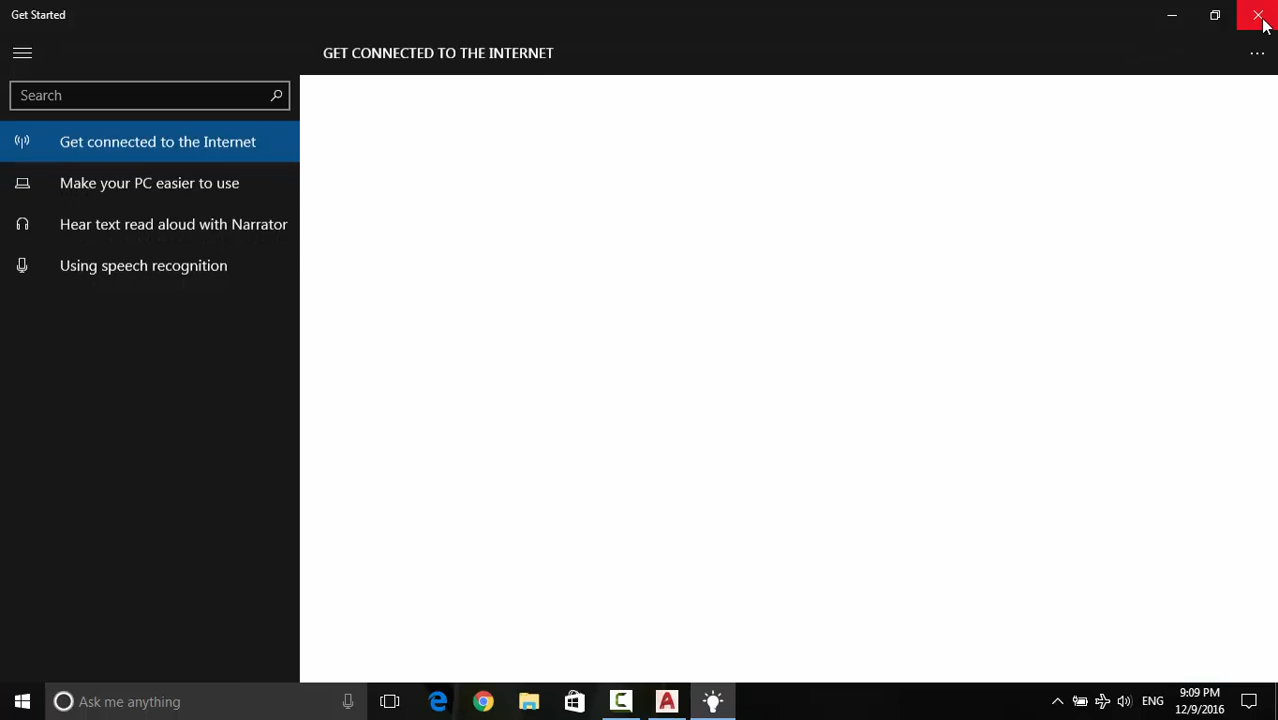 Get Started
GET CONNECTED TO THE INTERNET
Search
Get connected to the Internet
Make your PC easier to use
Hear text read aloud with Narrator
Using speech recognition
Ask me anything
ENG
9:09 PM
12/9/2016